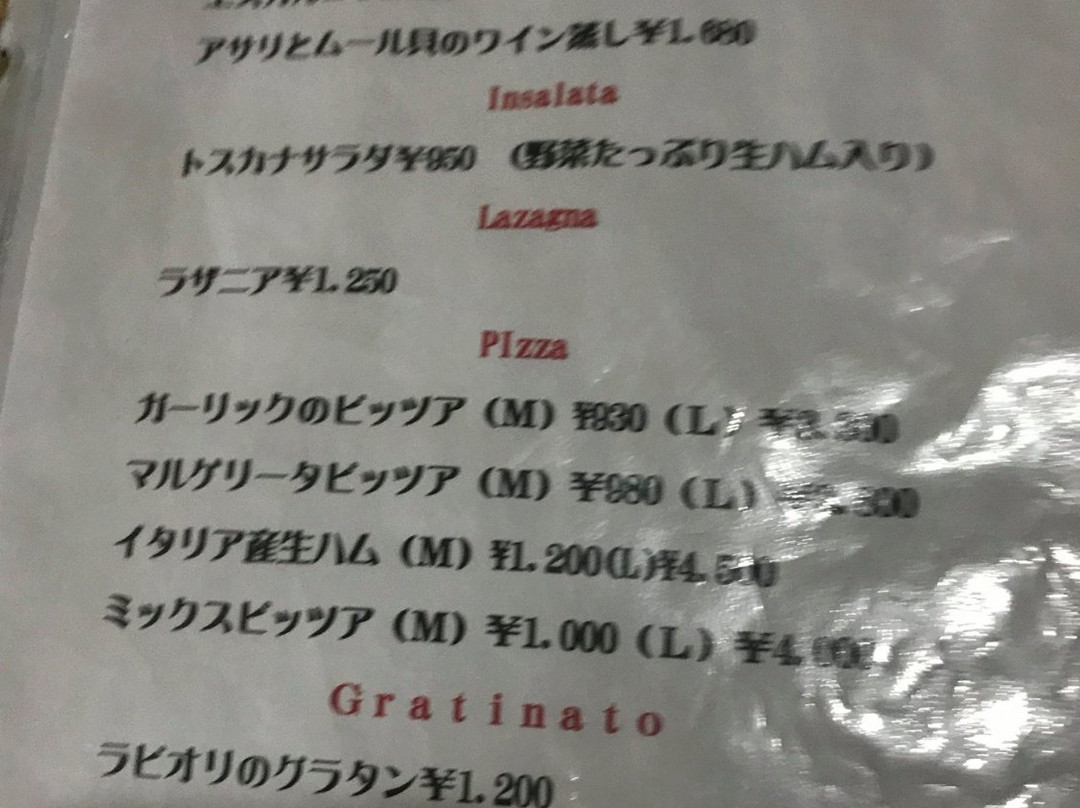 アサリとムール貝のワイン蒸し¥1.680
Insalata
トスカナサラダ¥950 （野菜たっぷり生ハム入り）
Lazagna
ラザニア¥1.250
PIzza
ガーリックのピッツア（M）¥930（L）
マルゲリータピッツア（M）¥980（L）
イタリア産生ハム（M）¥1.200(L)¥4.500
ミックスピッツア（M）¥1.000（L）
Gratinato
ラビオリのグラタン¥1.200